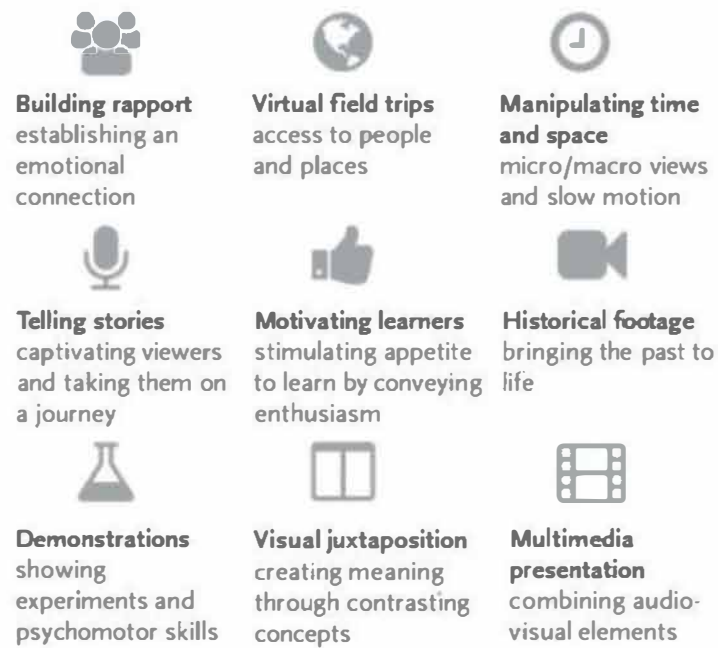 Building rapport
establishing an
emotional
connection
Virtual field trips
access to people
and places
Manipulating time
and space
micro/macro views
and slow motion
Telling stories
captivating viewers
and taking them on
a journey
Motivating learners
stimulating appetite
to learn by conveying
enthusiasm
Historical footage
bringing the past to
life
Demonstrations
showing
experiments and
psychomotor skills
Visual juxtaposition
creating meaning
through contrasting
concepts
Multimedia
presentation
combining audio-
visual elements